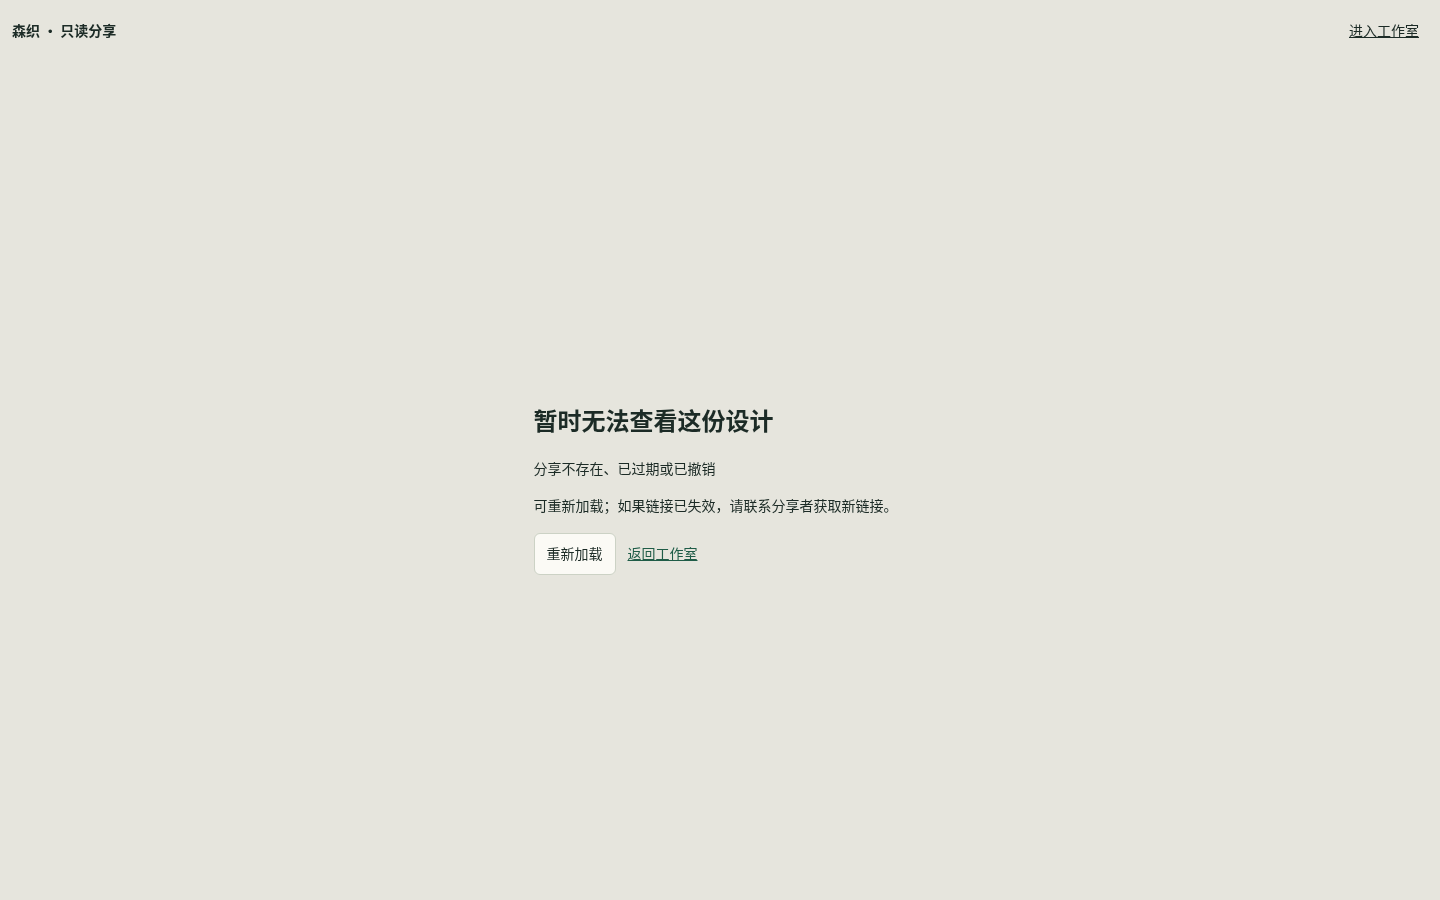 森织 · 只读分享
进入工作室
暂时无法查看这份设计
分享不存在、已过期或已撤销
可重新加载；如果链接已失效，请联系分享者获取新链接。
重新加载
返回工作室